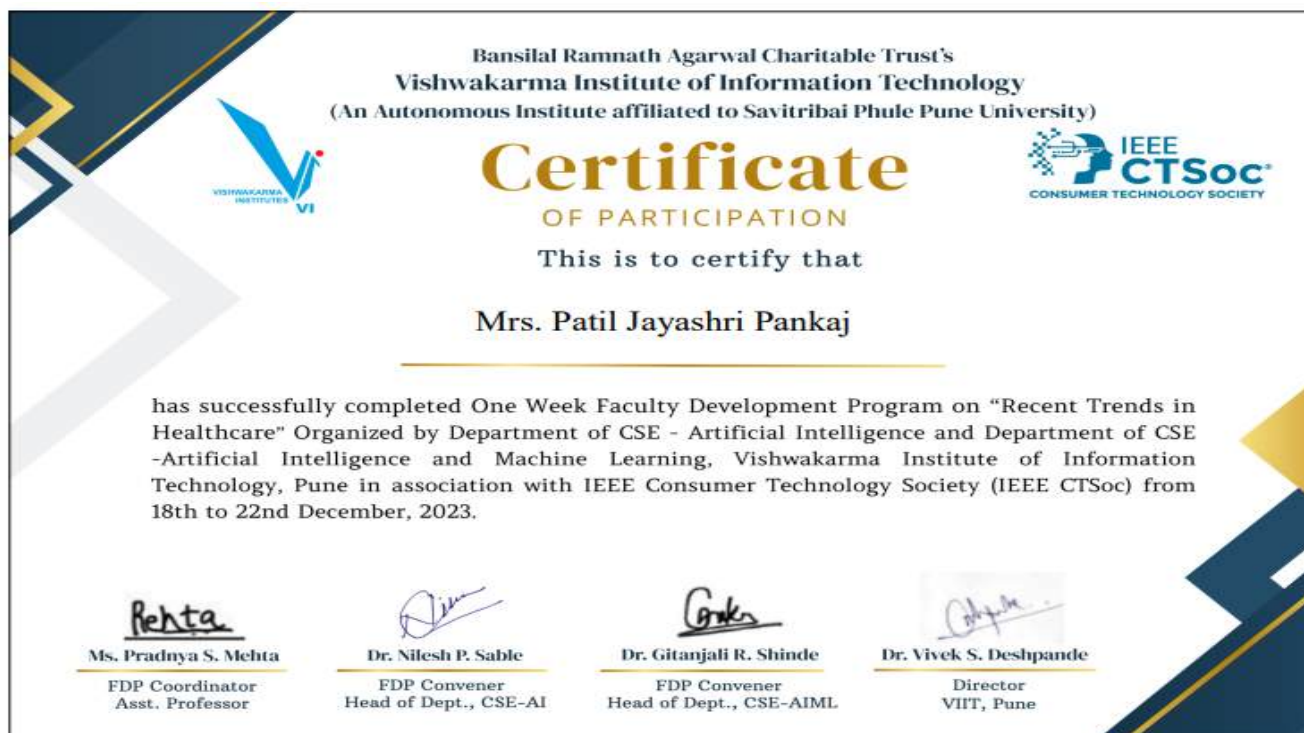 Bansilal Ramnath Agarwal Charitable Trust's
Vishwakarma Institute of Information Technology
(An Autonomous Institute affiliated to Savitribai Phule Pune University)
VISHWAKARMA
INSTITUTES
VI
IEEE
CTSoc®
CONSUMER TECHNOLOGY SOCIETY
Certificate
OF PARTICIPATION
This is to certify that
Mrs. Patil Jayashri Pankaj
has successfully completed One Week Faculty Development Program on “Recent Trends in
Healthcare” Organized by Department of CSE - Artificial Intelligence and Department of CSE
-Artificial Intelligence and Machine Learning, Vishwakarma Institute of Information
Technology, Pune in association with IEEE Consumer Technology Society (IEEE CTSoc) from
18th to 22nd December, 2023.
Ms. Pradnya S. Mehta
FDP Coordinator
Asst. Professor
Dr. Nilesh P. Sable
FDP Convener
Head of Dept., CSE-AI
Dr. Gitanjali R. Shinde
FDP Convener
Head of Dept., CSE-AIML
Dr. Vivek S. Deshpande
Director
VIIT, Pune